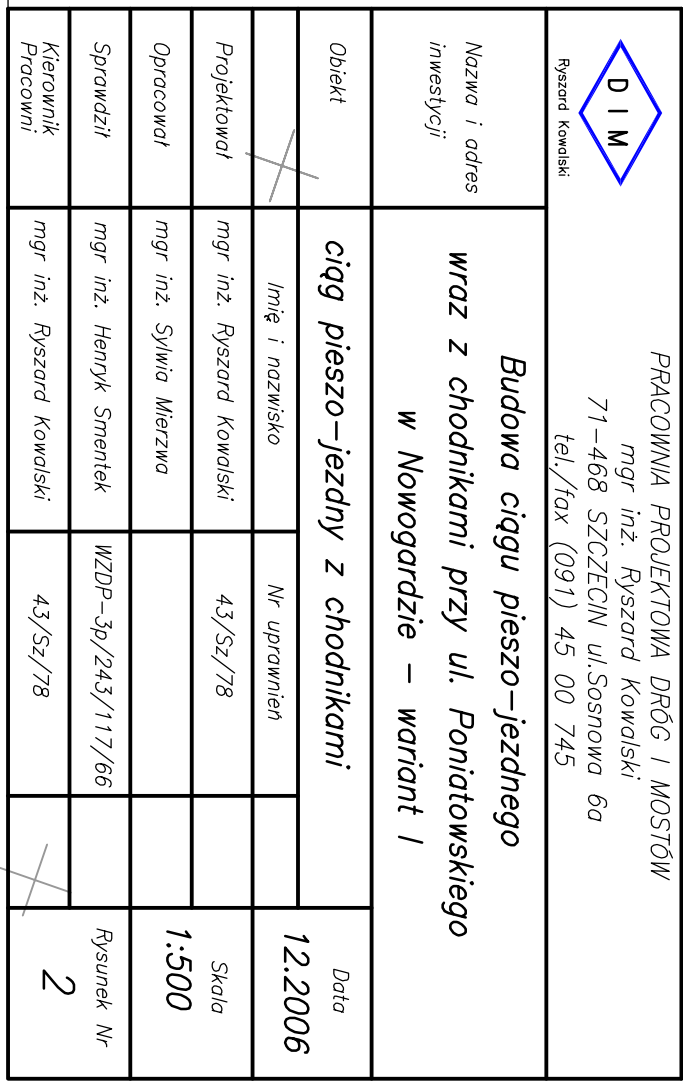 D I M
Ryszard Kowalski
PRACOWNIA PROJEKTOWA DRÓG I MOSTÓW
mgr inż. Ryszard Kowalski
71-468 SZCZECIN ul.Sosnowa 6a
tel./fax (091) 45 00 745
Nazwa i adres
inwestycji
Budowa ciągu pieszo-jezdnego
wraz z chodnikami przy ul. Poniatowskiego
w Nowogardzie - wariant I
Obiekt
ciąg pieszo-jezdny z chodnikami
Data
12.2006
Imię i nazwisko
Nr uprawnień
Projektował
mgr inż. Ryszard Kowalski
43/Sz/78
Skala
1:500
Opracował
mgr inż. Sylwia Mierzwa
Sprawdził
mgr inż. Henryk Smentek
WZDP-3p/243/117/66
Rysunek Nr
2
Kierownik
Pracowni
mgr inż. Ryszard Kowalski
43/Sz/78